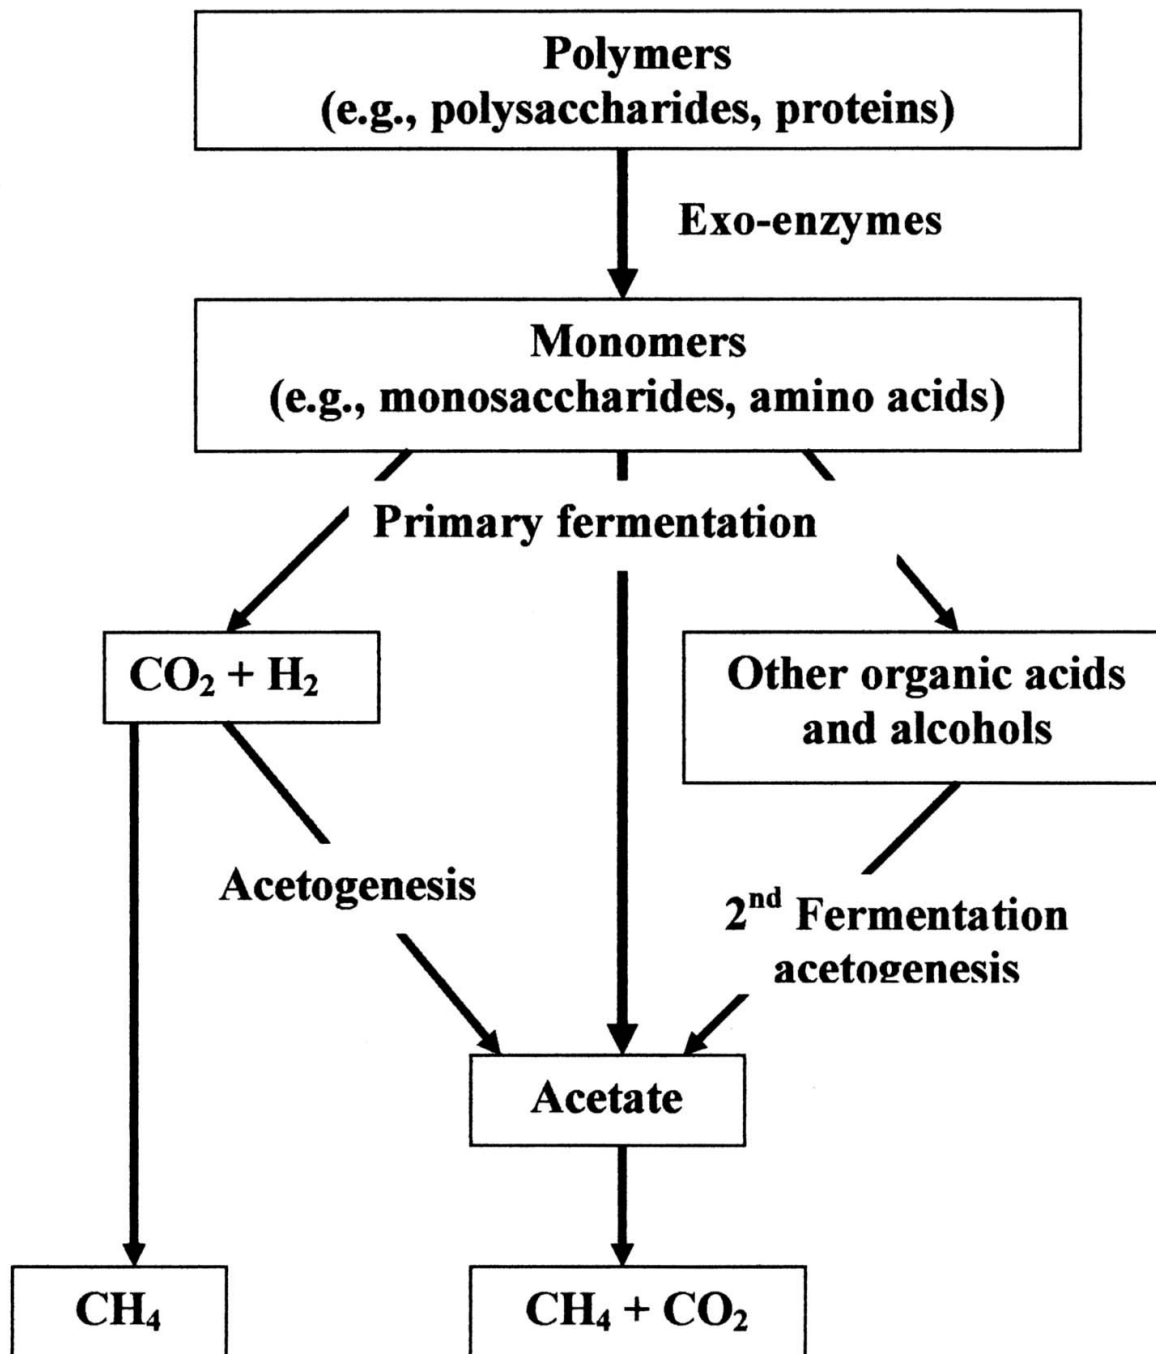 Polymers
(e.g., polysaccharides, proteins)
Exo-enzymes
Monomers
(e.g., monosaccharides, amino acids)
Primary fermentation
CO₂ + H₂
Other organic acids
and alcohols
Acetogenesis
2ⁿᵈ Fermentation
acetogenesis
Acetate
CH₄
CH₄ + CO₂